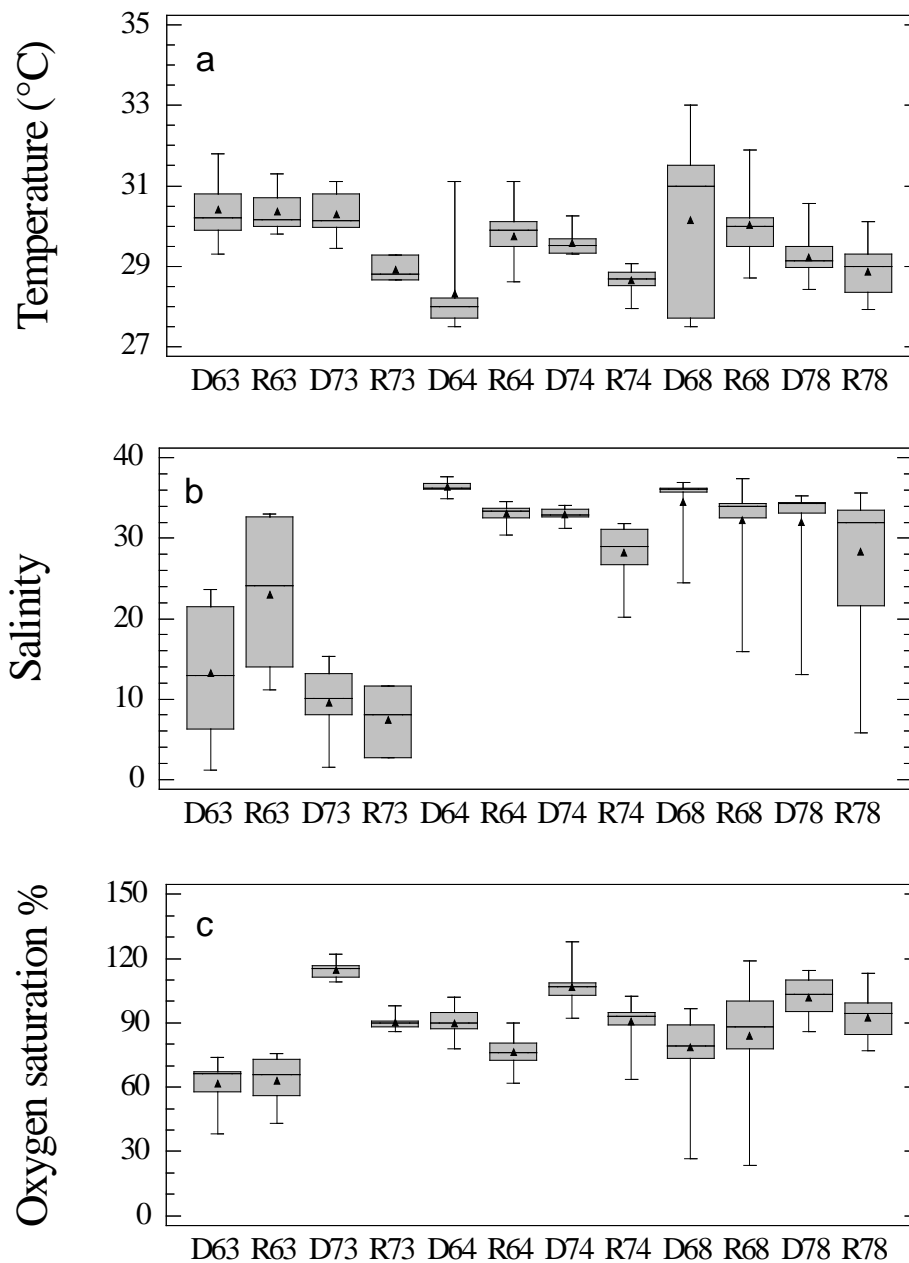 Temperature (°C)
a
35
33
31
29
27
D63 R63 D73 R73 D64 R64 D74 R74 D68 R68 D78 R78
Salinity
b
40
30
20
10
0
D63 R63 D73 R73 D64 R64 D74 R74 D68 R68 D78 R78
Oxygen saturation %
c
150
120
90
60
30
0
D63 R63 D73 R73 D64 R64 D74 R74 D68 R68 D78 R78